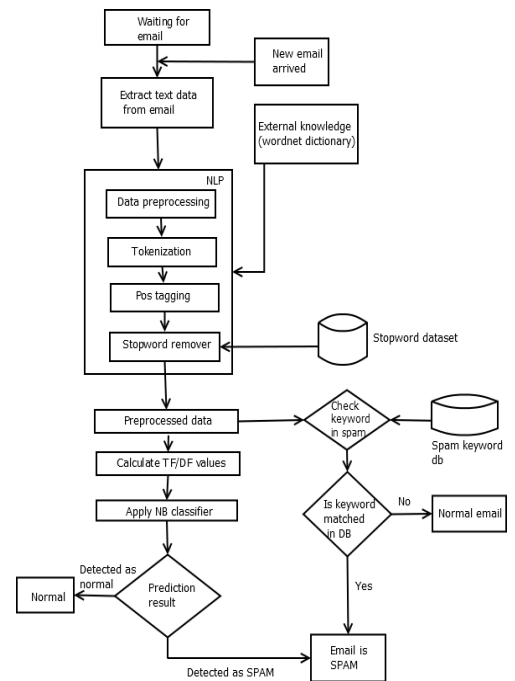 Waiting for
email
New email
arrived
Extract text data
from email
External knowledge
(wordnet dictionary)
NLP
Data preprocessing
Tokenization
Pos tagging
Stopword remover
Stopword dataset
Preprocessed data
Check
keyword
in spam
Spam keyword
db
Calculate TF/DF values
Apply NB classifier
Is keyword
matched
in DB
No
Normal email
Detected as
normal
Normal
Prediction
result
Yes
Email is
SPAM
Detected as SPAM